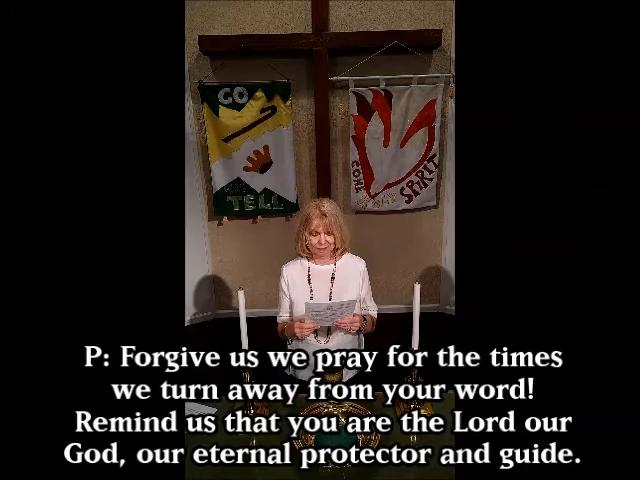 GO
TELL
COME
SPIRIT
P: Forgive us we pray for the times
we turn away from your word!
Remind us that you are the Lord our
God, our eternal protector and guide.